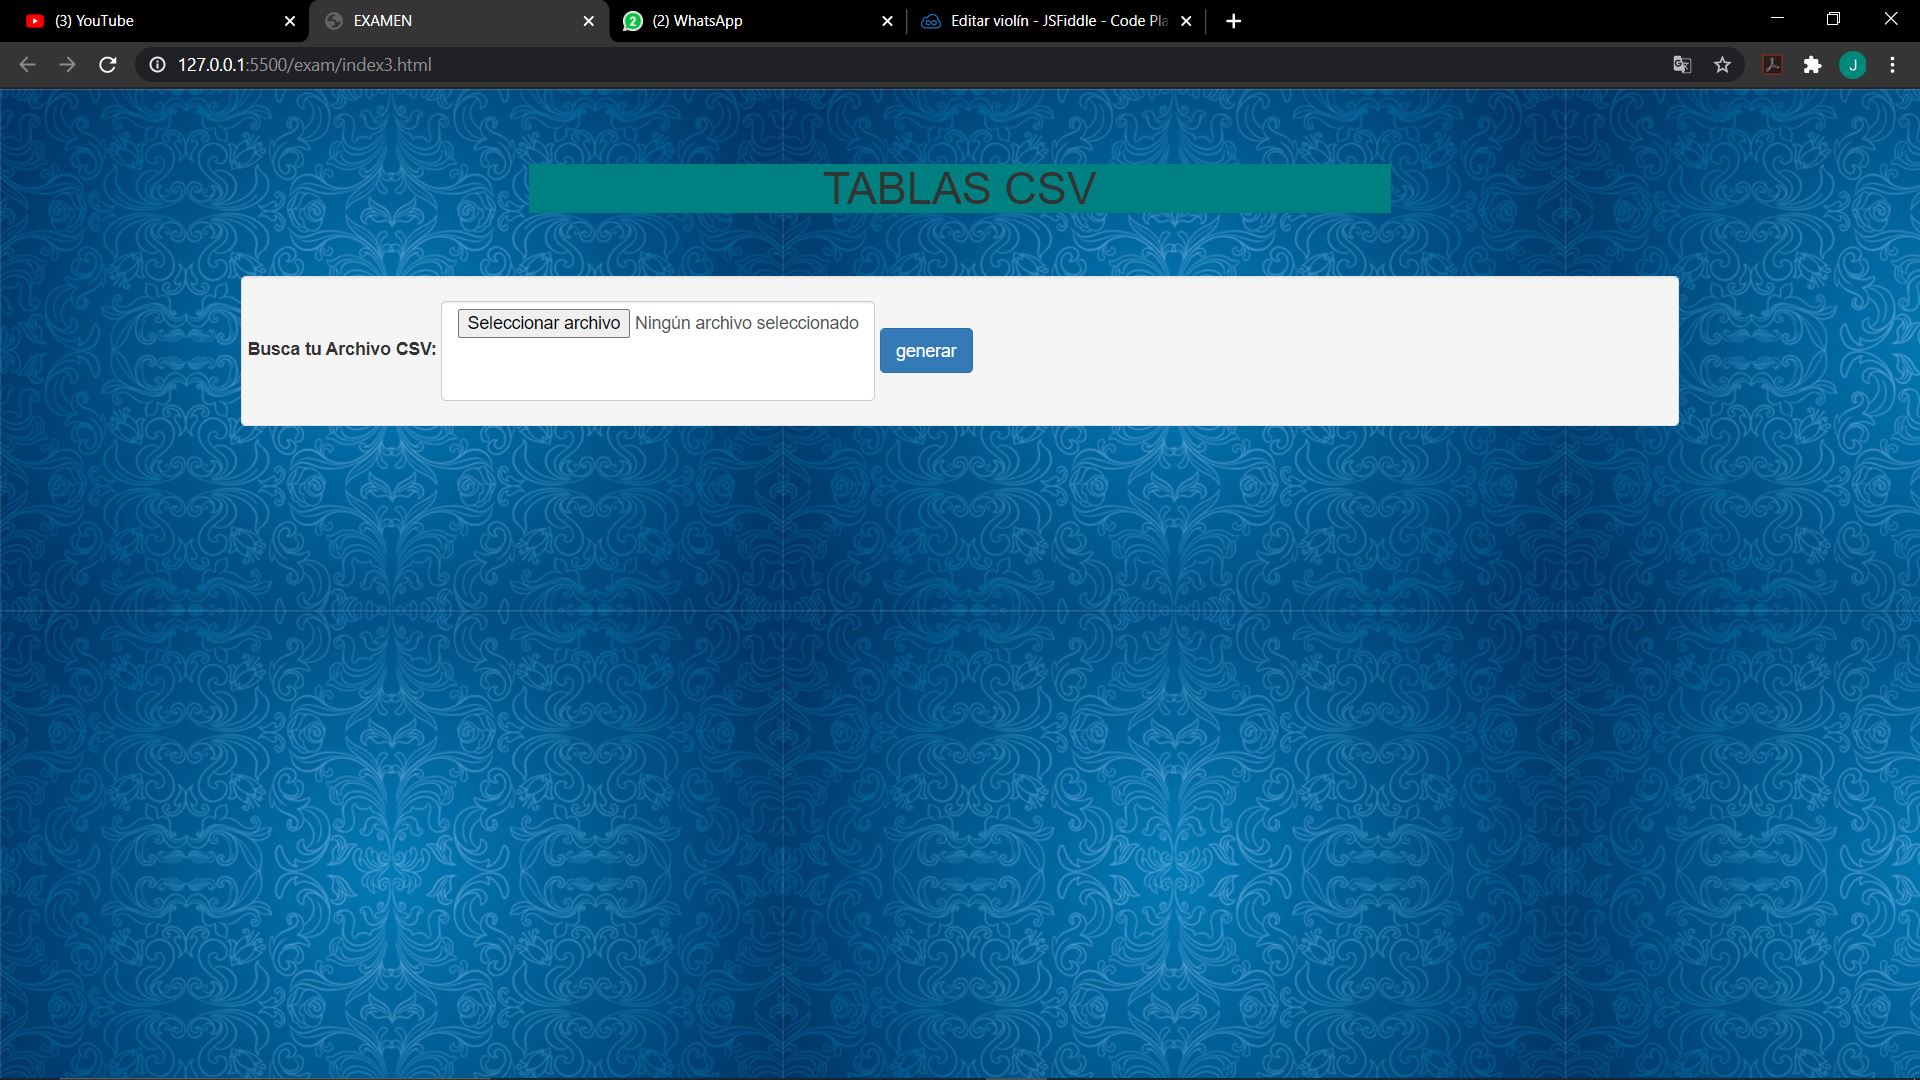 (3) YouTube
EXAMEN
2
(2) WhatsApp
Editar violín - JSFiddle - Code Pla
127.0.0.1:5500/exam/index3.html
J
TABLAS CSV
Busca tu Archivo CSV:
Seleccionar archivo Ningún archivo seleccionado
generar